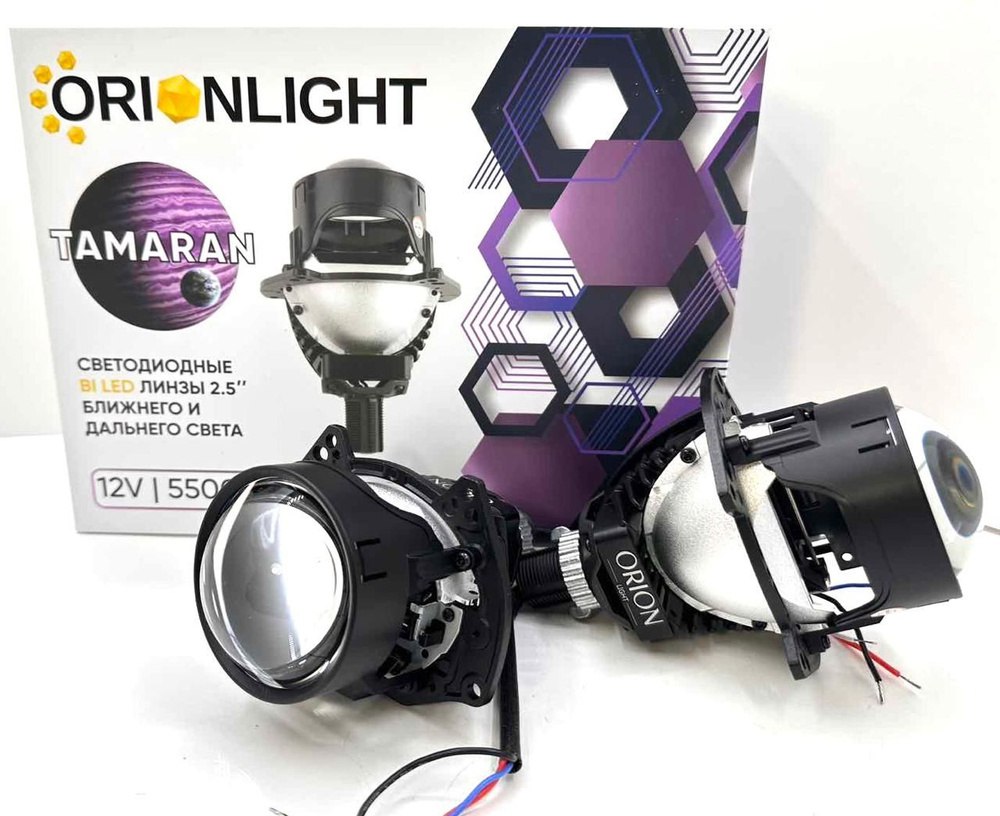 ORIONLIGHT
TAMARAN
СВЕТОДИОДНЫЕ
BI LED ЛИНЗЫ 2.5''
БЛИЖНЕГО И
ДАЛЬНЕГО СВЕТА
12V |
ORION
LIGHT